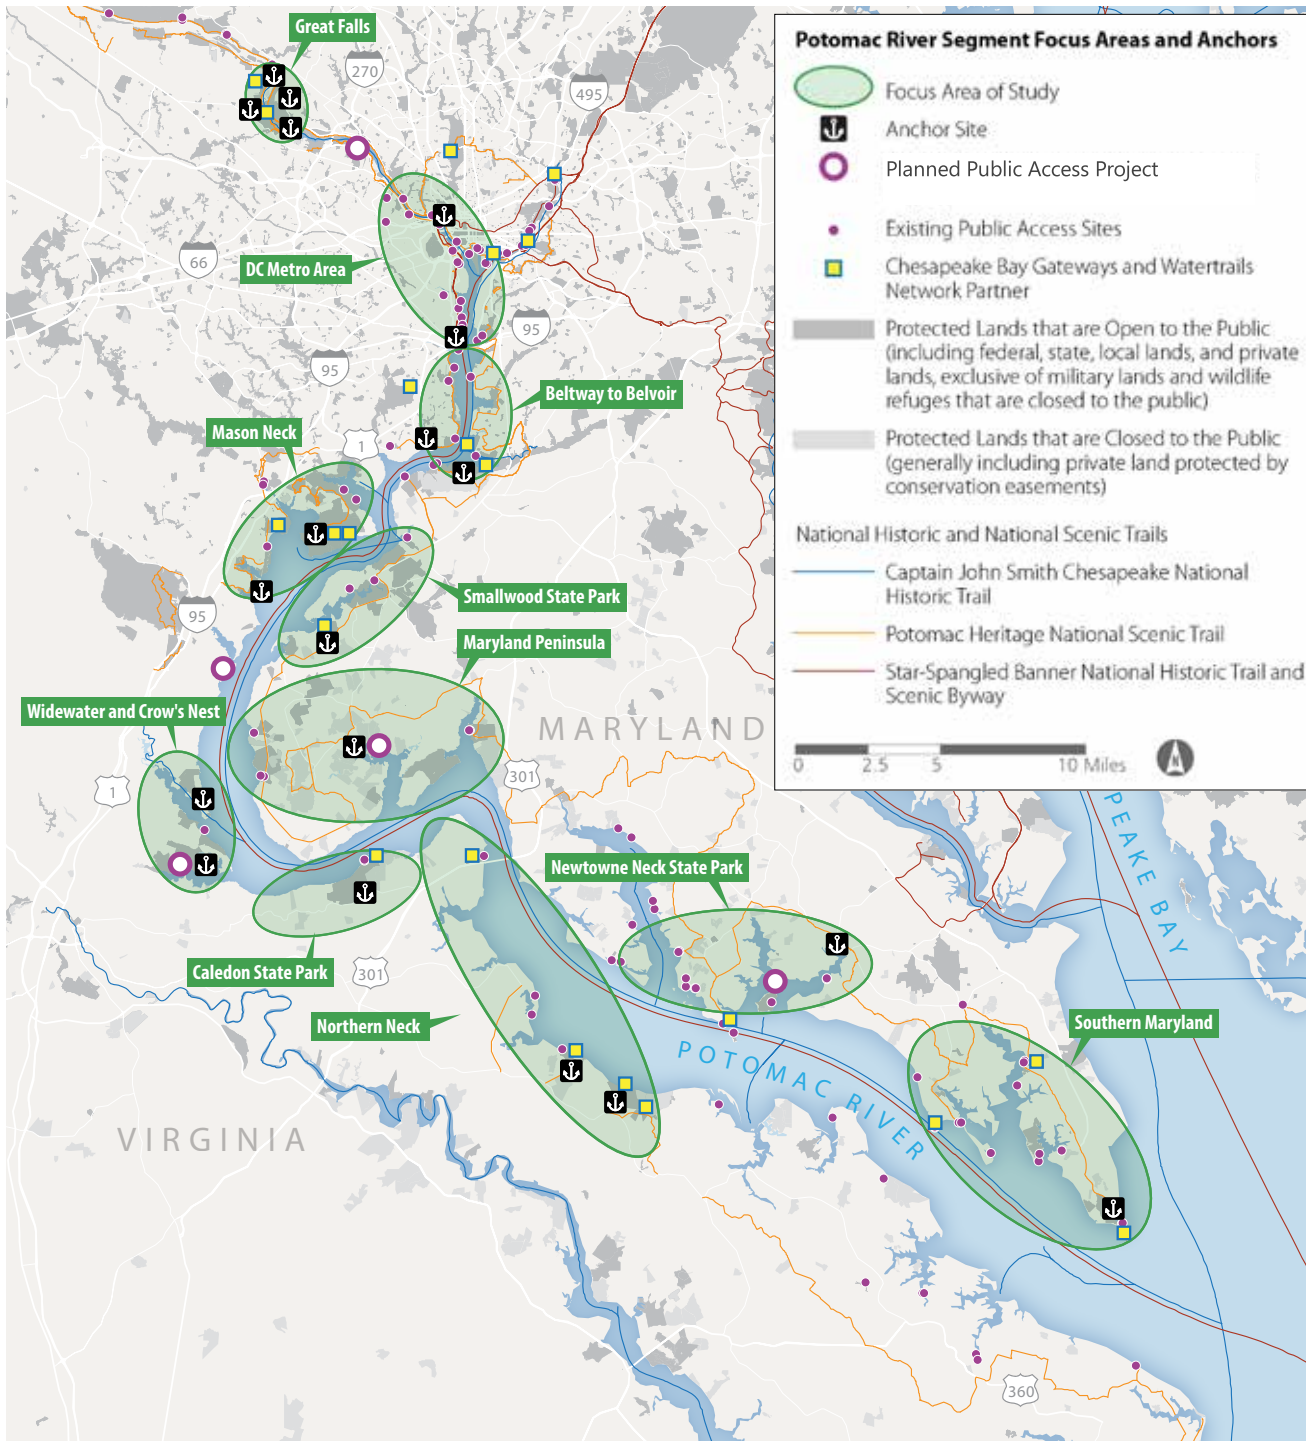 Great Falls
270
495
66
DC Metro Area
95
95
Beltway to Belvoir
Mason Neck
1
95
Smallwood State Park
Maryland Peninsula
Widewater and Crow's Nest
MARYLAND
1
301
Newtowne Neck State Park
Caledon State Park
301
Northern Neck
Southern Maryland
POTOMAC RIVER
VIRGINIA
PEAKE BAY
360
Potomac River Segment Focus Areas and Anchors
Focus Area of Study
Anchor Site
Planned Public Access Project
Existing Public Access Sites
Chesapeake Bay Gateways and Watertrails
Network Partner
Protected Lands that are Open to the Public
(including federal, state, local lands, and private
lands, exclusive of military lands and wildlife
refuges that are closed to the public)
Protected Lands that are Closed to the Public
(generally including private land protected by
conservation easements)
National Historic and National Scenic Trails
Captain John Smith Chesapeake National
Historic Trail
Potomac Heritage National Scenic Trail
Star-Spangled Banner National Historic Trail and
Scenic Byway
0 2.5 5 10 Miles
N